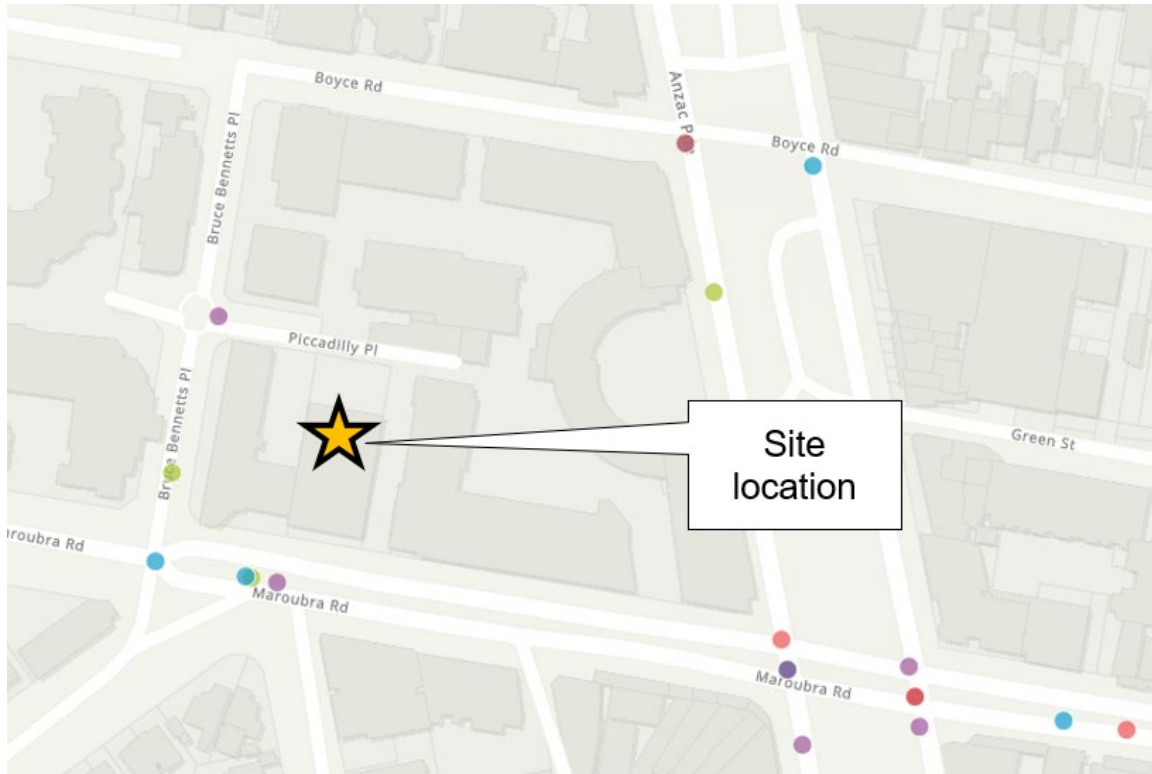 Boyce Rd
Anzac P
Boyce Rd
Bruce Bennetts Pl
Piccadilly Pl
Bruce Bennetts Pl
Site
location
Green St
aroubra Rd
Maroubra Rd
Maroubra Rd